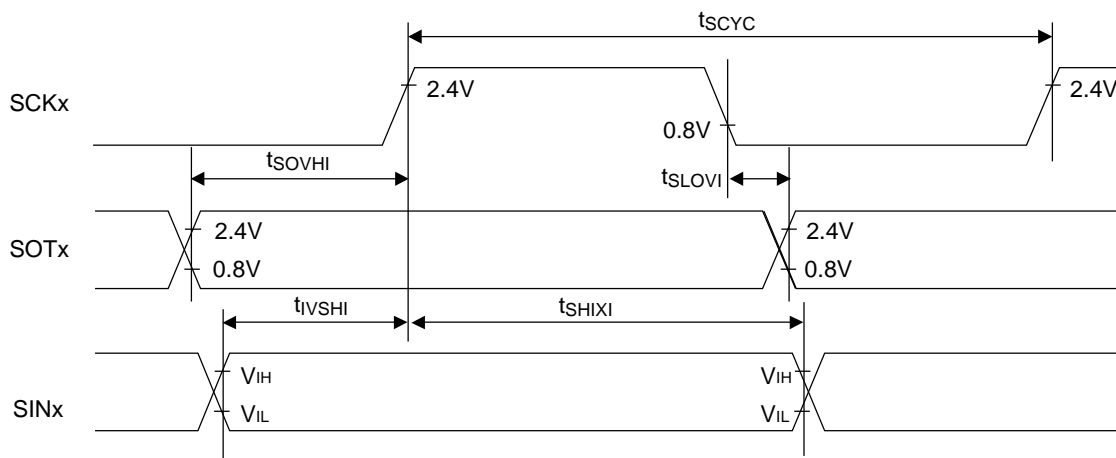 tSCYC
SCKx
2.4V
2.4V
0.8V
tSOVHI
tSLOVI
SOTx
2.4V
2.4V
0.8V
0.8V
tIVSHI
tSHIXI
SINx
VIH
VIH
VIL
VIL